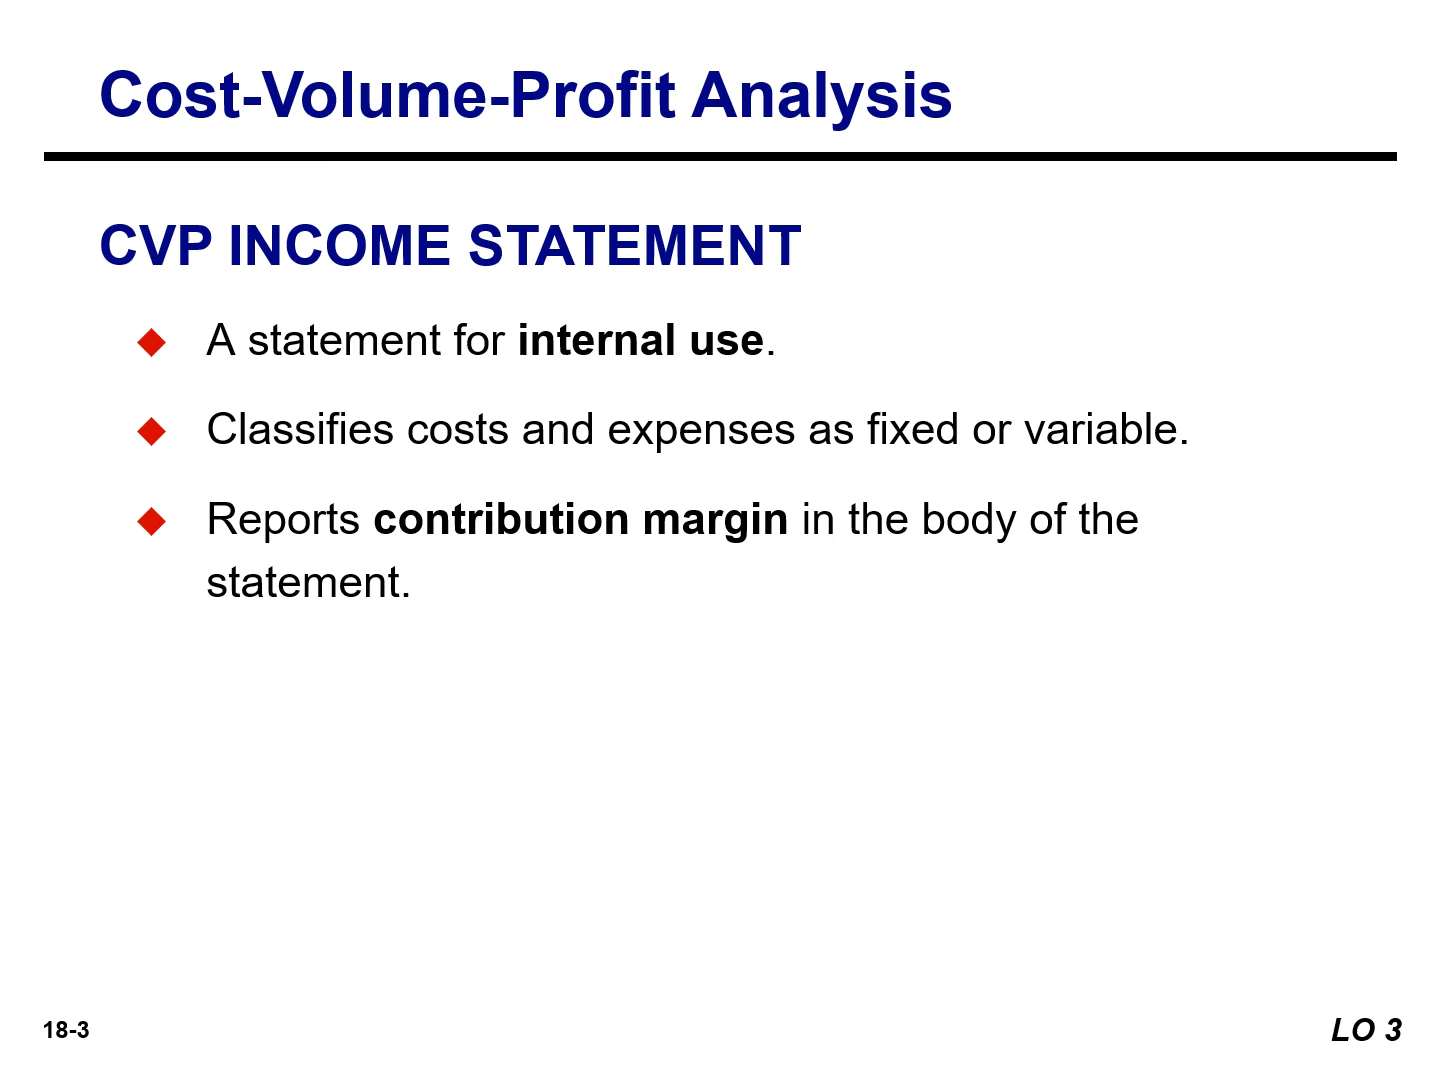 Cost-Volume-Profit Analysis
CVP INCOME STATEMENT
A statement for internal use.
Classifies costs and expenses as fixed or variable.
Reports contribution margin in the body of the
statement.
18-3
LO 3